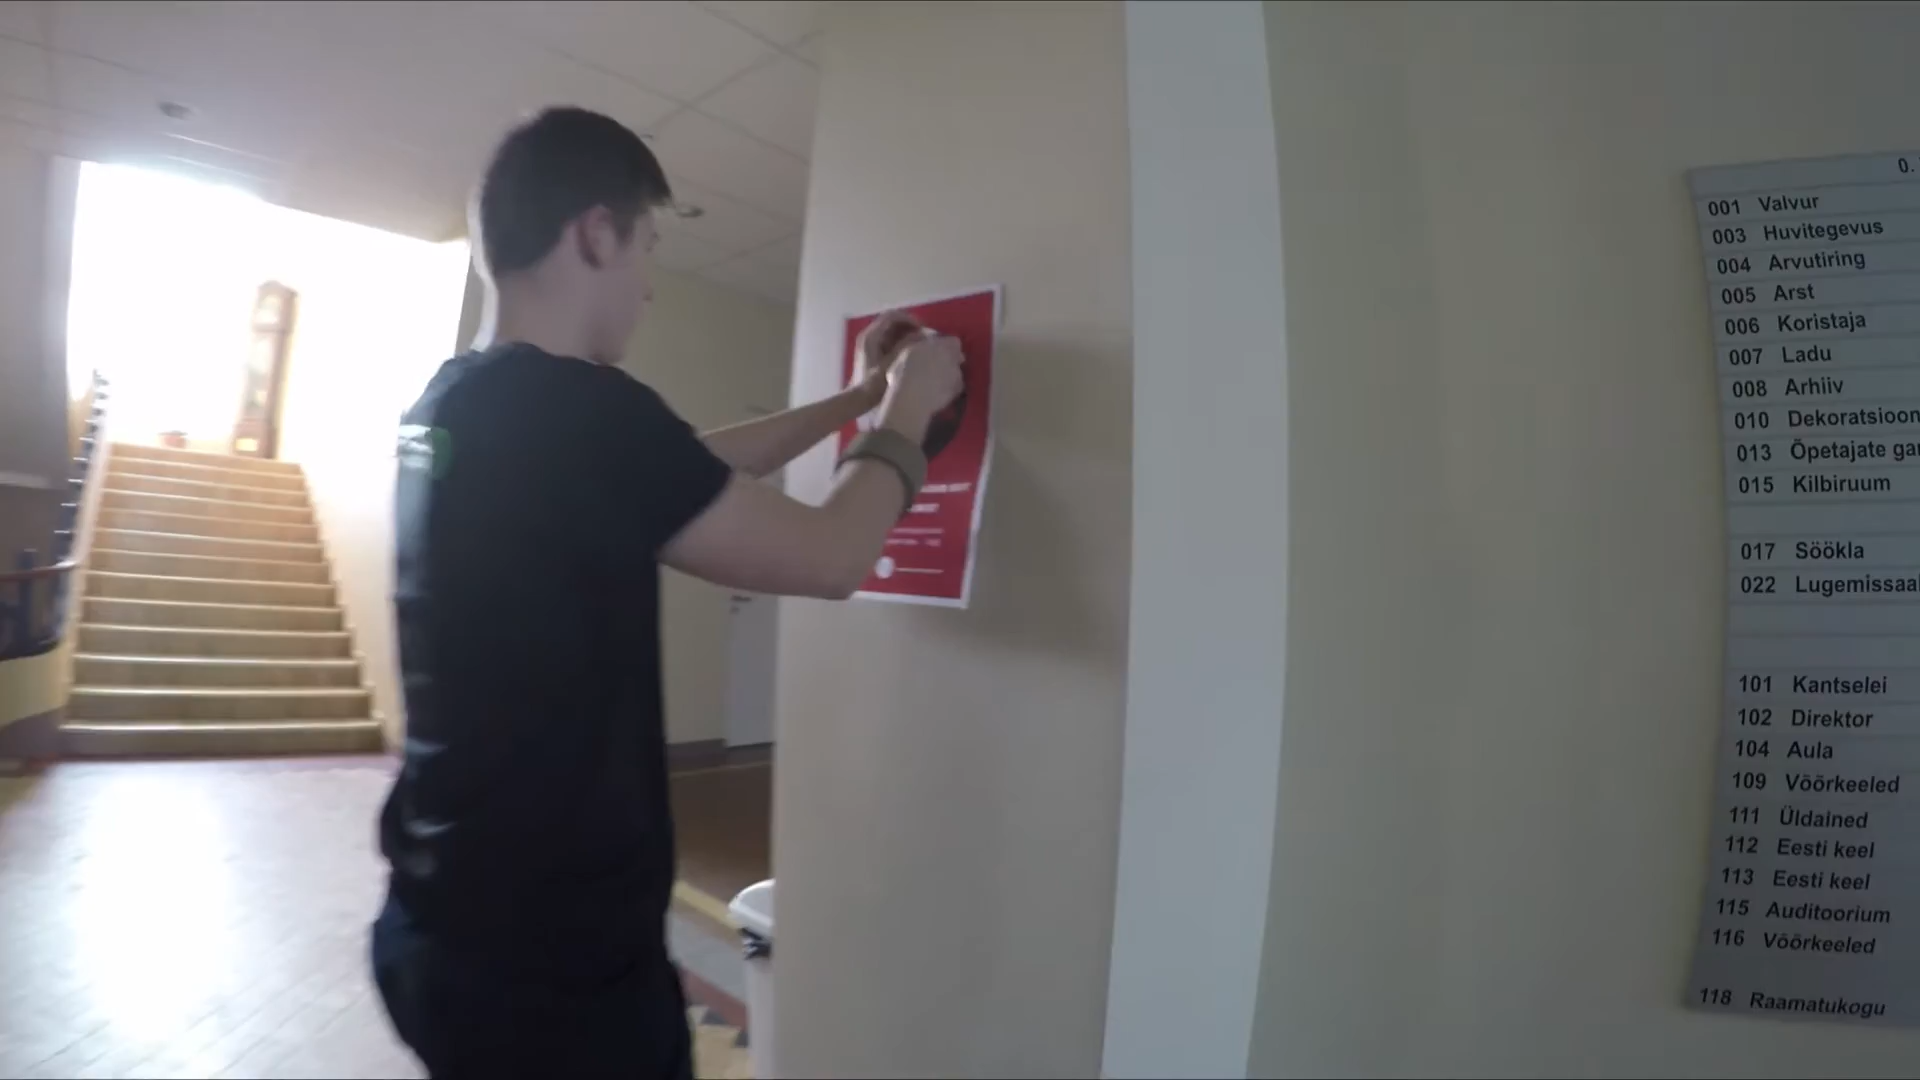 0.
001 Valvur
003 Huvitegevus
004 Arvutiring
005 Arst
006 Koristaja
007 Ladu
008 Arhiiv
010 Dekoratsioon
013 Õpetajate gar
015 Kilbiruum
017 Söökla
022 Lugemissaal
101 Kantselei
102 Direktor
104 Aula
109 Võõrkeeled
111 Üldained
112 Eesti keel
113 Eesti keel
115 Auditoorium
116 Võõrkeeled
118 Raamatukogu